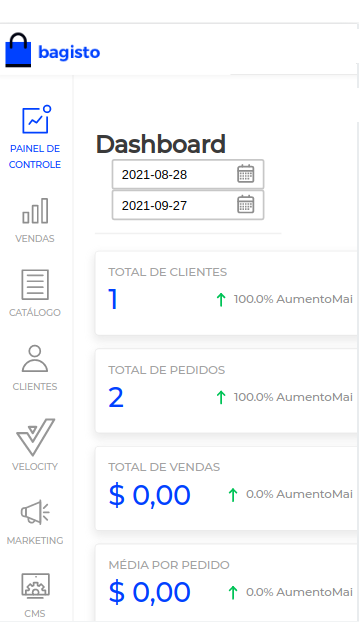 bagisto
PAINEL DE
CONTROLE
VENDAS
CATÁLOGO
CLIENTES
VELOCITY
MARKETING
CMS
Dashboard
2021-08-28
2021-09-27
TOTAL DE CLIENTES
1
100.0% AumentoMai
TOTAL DE PEDIDOS
2
100.0% AumentoMai
TOTAL DE VENDAS
$ 0,00
0.0% AumentoMai
MÉDIA POR PEDIDO
$ 0,00
0.0% AumentoMai